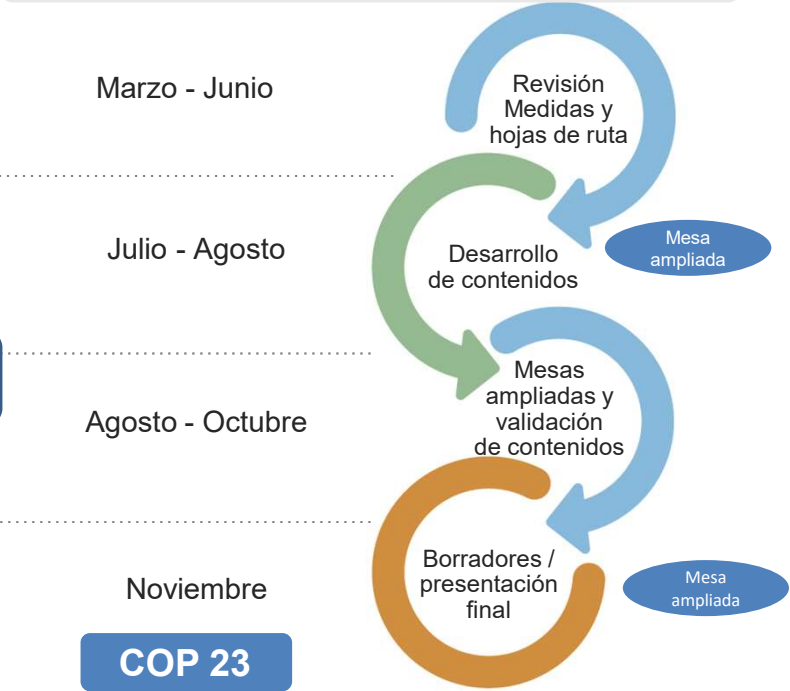 Marzo - Junio
Revisión
Medidas y
hojas de ruta
Mesa
ampliada
Julio - Agosto
Desarrollo
de contenidos
Agosto - Octubre
Mesas
ampliadas y
validación
de contenidos
Noviembre
Borradores /
presentación
final
Mesa
ampliada
COP 23